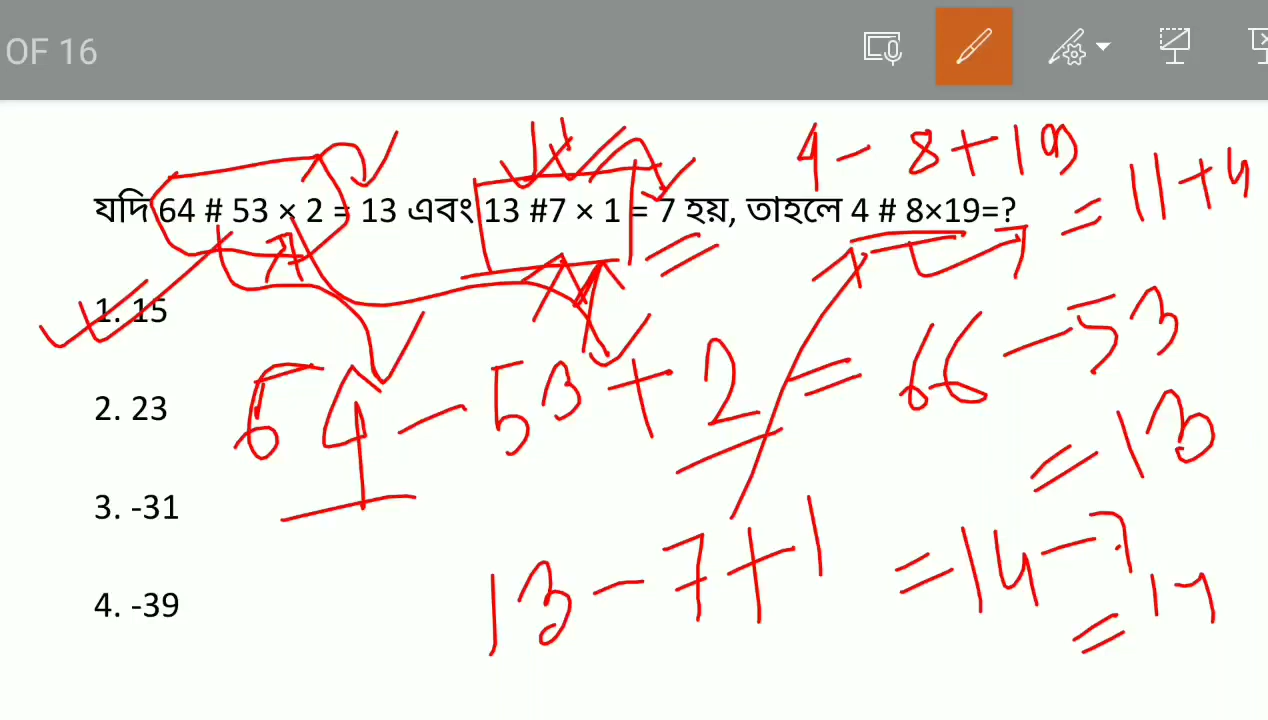 OF 16
4 - 8 + 19
= 11 + 4
যদি 64 # 53 × 2 = 13 এবং 13 #7 × 1 = 7 হয়, তাহলে 4 # 8×19=?
1. 15
2. 23
64 - 53 + 2 = 66 - 53
= 13
3. -31
13 - 7 + 1 = 14 - 7
4. -39